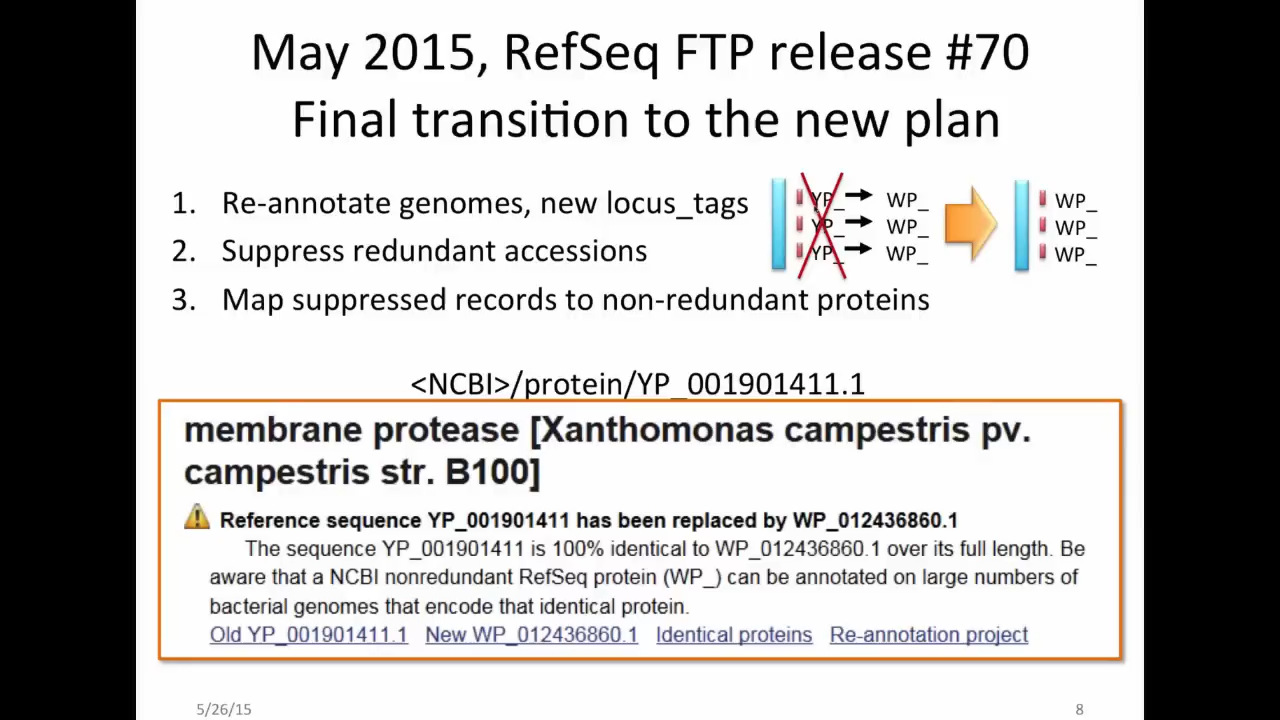 May 2015, RefSeq FTP release #70
Final transition to the new plan
1. Re-annotate genomes, new locus_tags
2. Suppress redundant accessions
3. Map suppressed records to non-redundant proteins
YP_ WP_ WP_
YP_ WP_ WP_
YP_ WP_ WP_
<NCBI>/protein/YP_001901411.1
membrane protease [Xanthomonas campestris pv.
campestris str. B100]
Reference sequence YP_001901411 has been replaced by WP_012436860.1
The sequence YP_001901411 is 100% identical to WP_012436860.1 over its full length. Be
aware that a NCBI nonredundant RefSeq protein (WP_) can be annotated on large numbers of
bacterial genomes that encode that identical protein.
Old YP_001901411.1 New WP_012436860.1 Identical proteins Re-annotation project
5/26/15 8